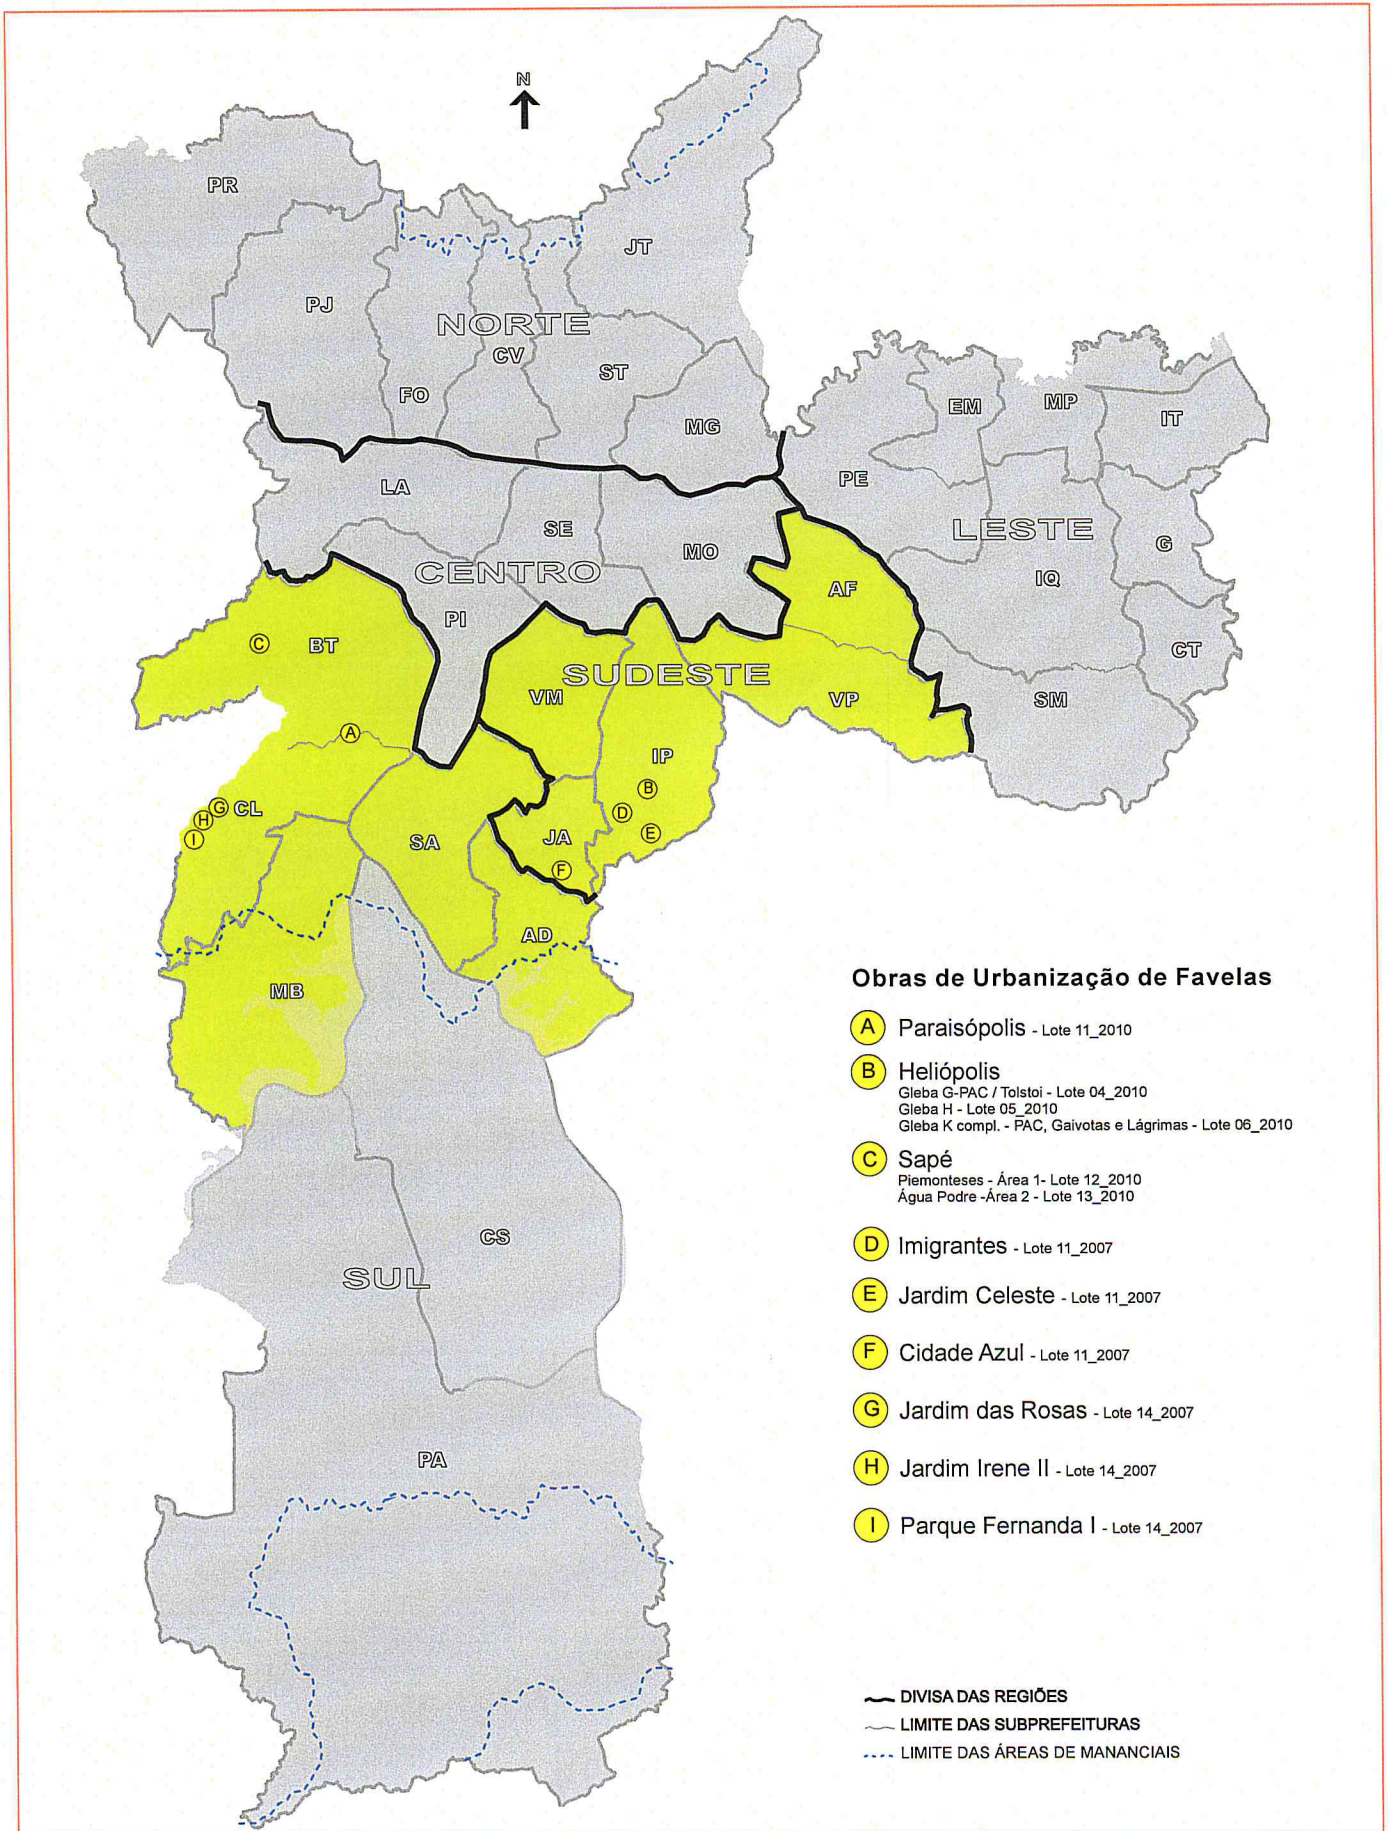 N
PR
JT
PJ
NORTE
CV
ST
FO
MG
EM
MP
IT
PE
LA
SE
LESTE
MO
G
CENTRO
IQ
AF
PI
BT
C
CT
SUDESTE
VM
VP
SM
A
IP
B
G
CL
H
D
I
SA
JA
E
F
AD
MB
CS
SUL
PA
Obras de Urbanização de Favelas
A Paraisópolis - Lote 11_2010
B Heliópolis
Gleba G-PAC / Tolstoi - Lote 04_2010
Gleba H - Lote 05_2010
Gleba K compl. - PAC, Gaivotas e Lágrimas - Lote 06_2010
C Sapé
Piemonteses - Área 1- Lote 12_2010
Água Podre -Área 2 - Lote 13_2010
D Imigrantes - Lote 11_2007
E Jardim Celeste - Lote 11_2007
F Cidade Azul - Lote 11_2007
G Jardim das Rosas - Lote 14_2007
H Jardim Irene II - Lote 14_2007
I Parque Fernanda I - Lote 14_2007
DIVISA DAS REGIÕES
LIMITE DAS SUBPREFEITURAS
LIMITE DAS ÁREAS DE MANANCIAIS